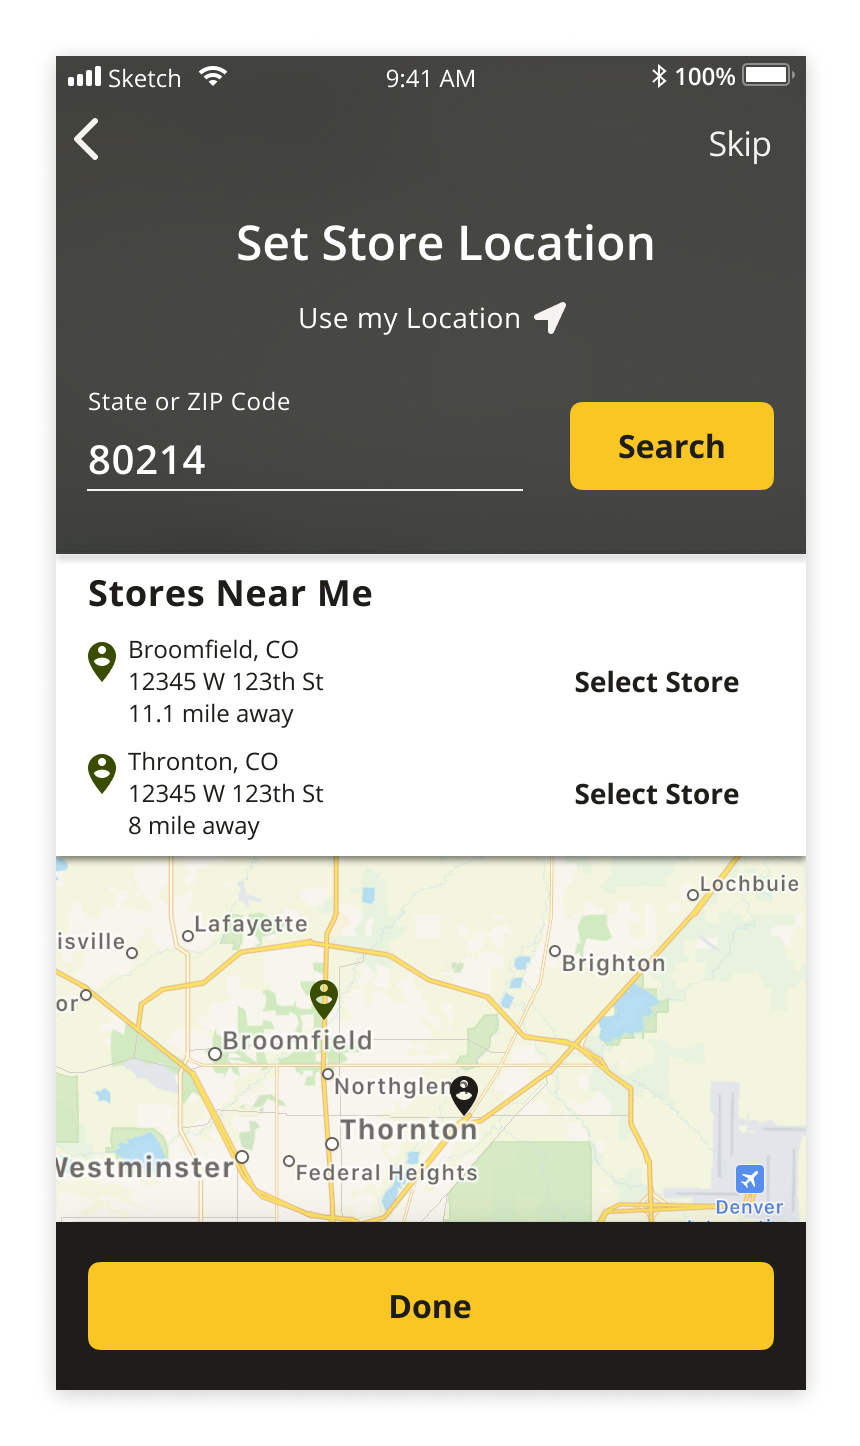 Sketch 9:41 AM 100%
Skip
Set Store Location
Use my Location
State or ZIP Code
80214
Search
Stores Near Me
Broomfield, CO
12345 W 123th St
11.1 mile away
Select Store
Thronton, CO
12345 W 123th St
8 mile away
Select Store
Lochbuie
Lafayette
isville
Brighton
or
Broomfield
Northglen
Thornton
Westminster
Federal Heights
Denver
Done